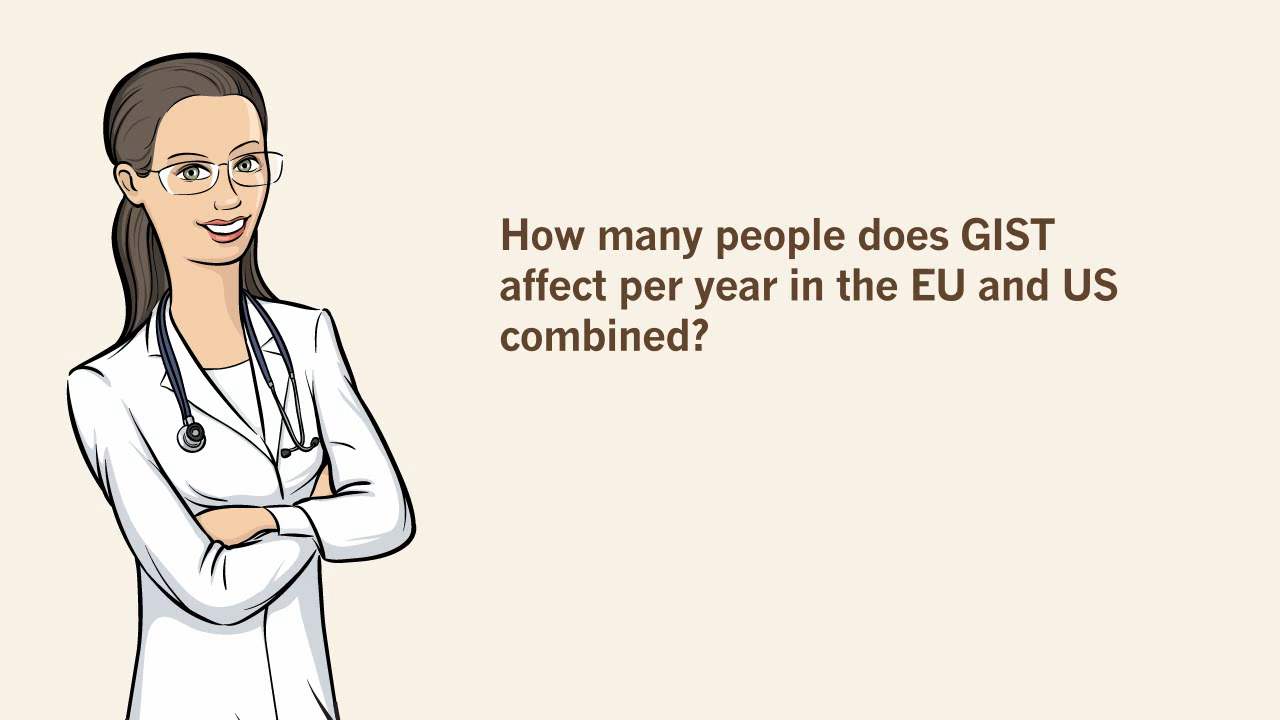 How many people does GIST
affect per year in the EU and US
combined?